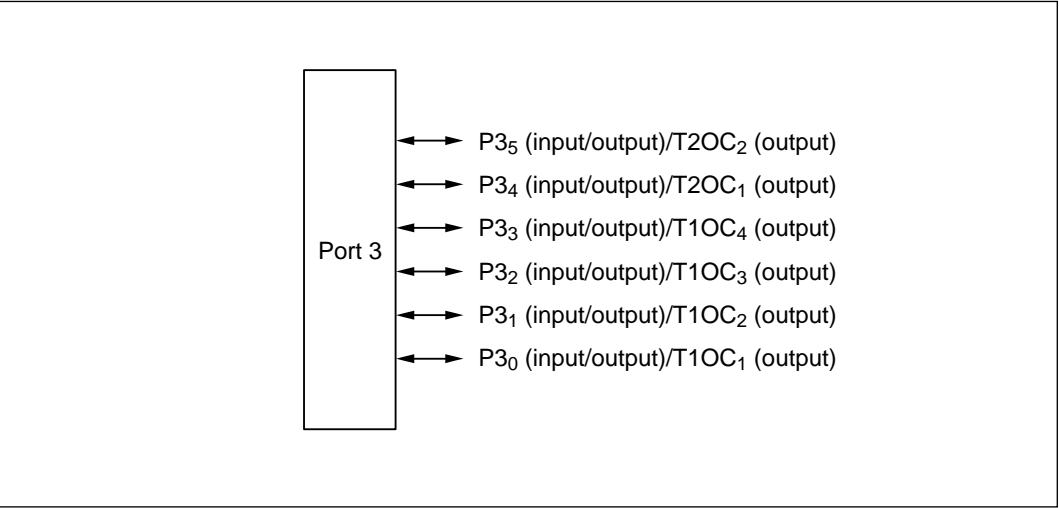 P3₅ (input/output)/T2OC₂ (output)
P3₄ (input/output)/T2OC₁ (output)
P3₃ (input/output)/T1OC₄ (output)
Port 3
P3₂ (input/output)/T1OC₃ (output)
P3₁ (input/output)/T1OC₂ (output)
P3₀ (input/output)/T1OC₁ (output)